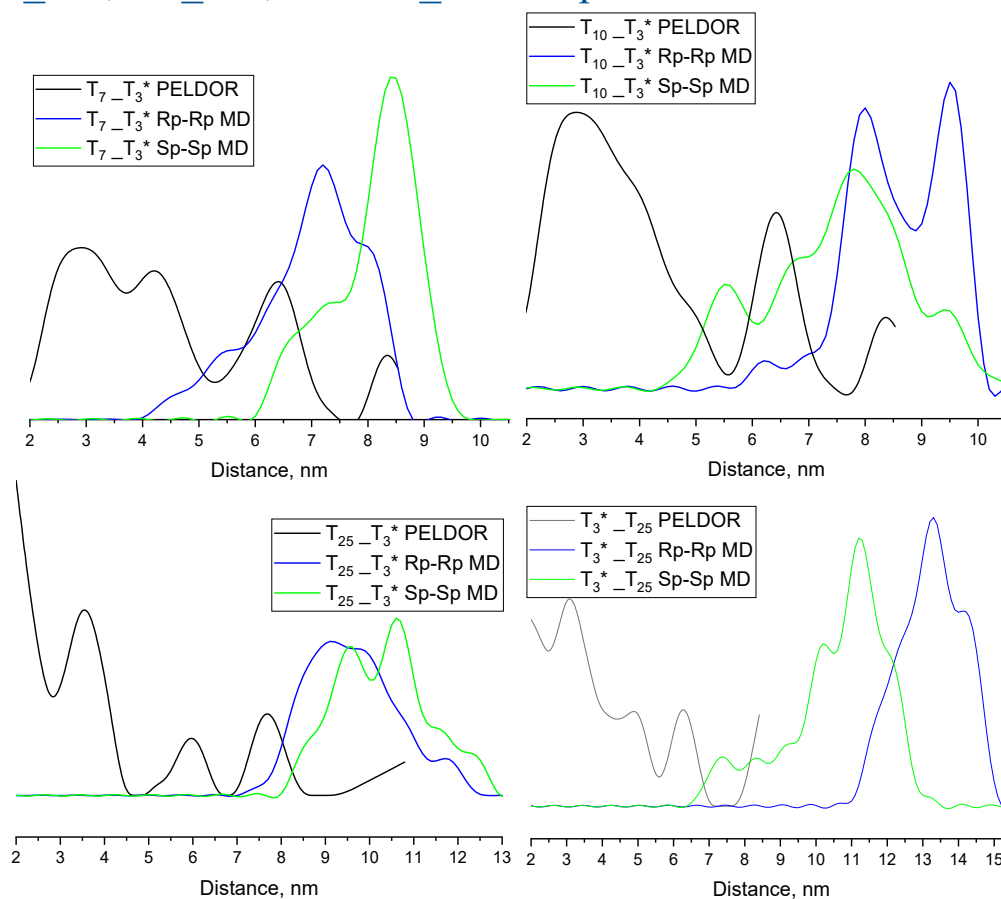 T₇ _T₃* PELDOR
T₇ _T₃* Rp-Rp MD
T₇ _T₃* Sp-Sp MD
2 3 4 5 6 7 8 9 10
Distance, nm
T₁₀ _T₃* PELDOR
T₁₀ _T₃* Rp-Rp MD
T₁₀ _T₃* Sp-Sp MD
2 3 4 5 6 7 8 9 10
Distance, nm
T₂₅ _T₃* PELDOR
T₂₅ _T₃* Rp-Rp MD
T₂₅ _T₃* Sp-Sp MD
2 3 4 5 6 7 8 9 10 11 12 13
Distance, nm
T₃* _T₂₅ PELDOR
T₃* _T₂₅ Rp-Rp MD
T₃* _T₂₅ Sp-Sp MD
2 3 4 5 6 7 8 9 10 11 12 13 14 15
Distance, nm